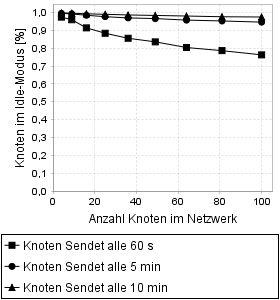 Knoten im Idle-Modus [%]
1,0
0,9
0,8
0,7
0,6
0,5
0,4
0,3
0,2
0,1
0,0
0 20 40 60 80 100
Anzahl Knoten im Netzwerk
Knoten Sendet alle 60 s
Knoten Sendet alle 5 min
Knoten Sendet alle 10 min